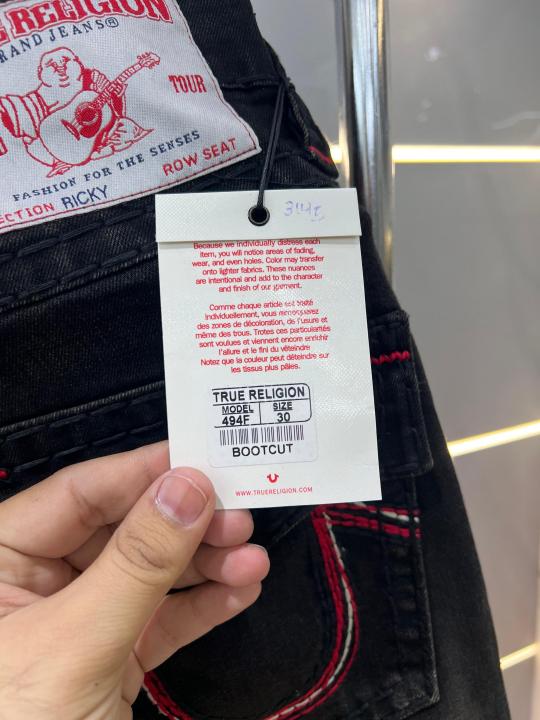 RELIGION®
RAND JEANS®
TOUR
FASHION FOR THE SENSES
ROW SEAT
ECTION RICKY
Because we individually distress each
item, you will notice areas of fading,
wear, and even holes. Color may transfer
onto lighter fabrics. These nuances
are intentional and add to the character
and finish of our garment.
Comme chaque article est traité
individuellement, vous
des zones de décoloration, de l'usure et
même des trous. Trotes ces particularités
sont voulues et viennent encore enrichir
l'allure et le fini du vêteindre
Notez que la couleur peut déteindre sur
les tissus plus pâles.
TRUE RELIGION
MODEL SIZE
494F 30
BOOTCUT
WWW.TRUERELIGION.COM